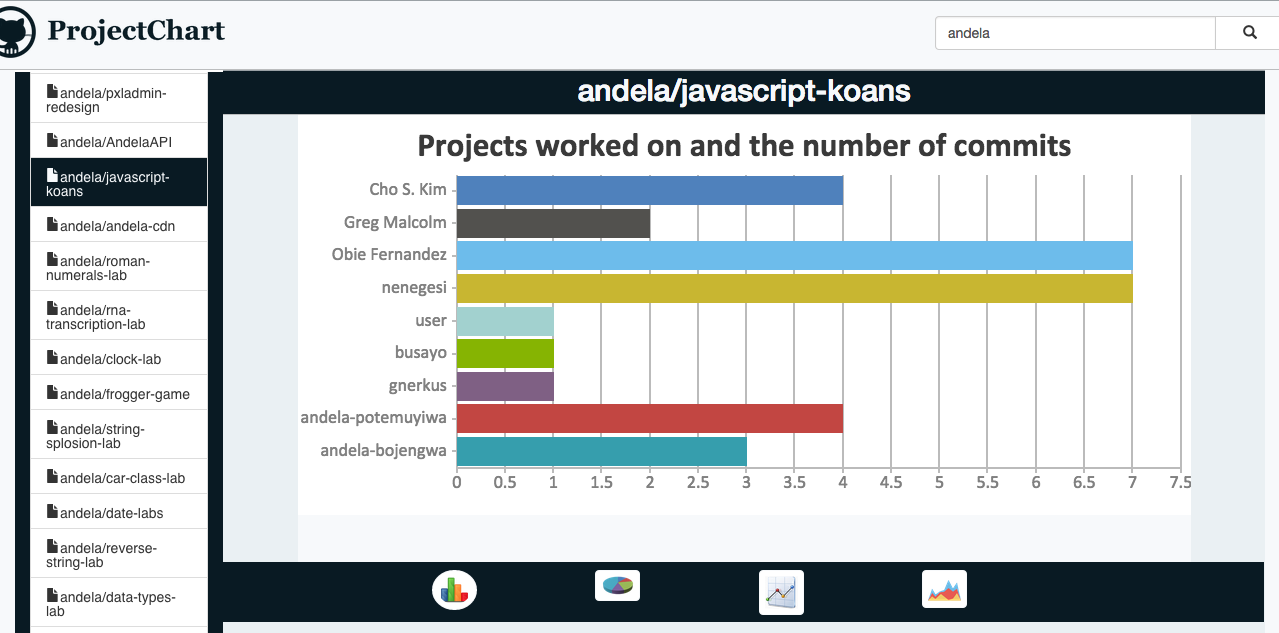 ProjectChart
andela
andela/pxladmin-
redesign
andela/AndelaAPI
andela/javascript-
koans
andela/andela-cdn
andela/roman-
numerals-lab
andela/rna-
transcription-lab
andela/clock-lab
andela/frogger-game
andela/string-
splosion-lab
andela/car-class-lab
andela/date-labs
andela/reverse-
string-lab
andela/data-types-
lab
andela/javascript-koans
Projects worked on and the number of commits
Cho S. Kim
Greg Malcolm
Obie Fernandez
nenegesi
user
busayo
gnerkus
andela-potemuyiwa
andela-bojengwa
0 0.5 1 1.5 2 2.5 3 3.5 4 4.5 5 5.5 6 6.5 7 7.5